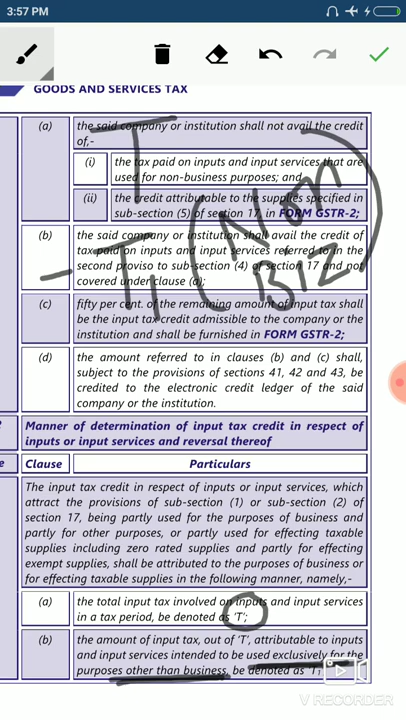 3:57 PM
GOODS AND SERVICES TAX
(a) the said company or institution shall not avail the credit
of,-
(i) the tax paid on inputs and input services that are
used for non-business purposes; and
(ii) the credit attributable to the supplies specified in
sub-section (5) of section 17, in FORM GSTR-2;
(b) the said company or institution shall avail the credit of
tax paid on inputs and input services referred to in the
second proviso to sub-section (4) of section 17 and not
covered under clause (a);
(c) fifty per cent. of the remaining amount of input tax shall
be the input tax credit admissible to the company or the
institution and shall be furnished in FORM GSTR-2;
(d) the amount referred to in clauses (b) and (c) shall,
subject to the provisions of sections 41, 42 and 43, be
credited to the electronic credit ledger of the said
company or the institution.
T
- T1 (Non
BIZ)
Manner of determination of input tax credit in respect of
inputs or input services and reversal thereof
e Clause Particulars
The input tax credit in respect of inputs or input services, which
attract the provisions of sub-section (1) or sub-section (2) of
section 17, being partly used for the purposes of business and
partly for other purposes, or partly used for effecting taxable
supplies including zero rated supplies and partly for effecting
exempt supplies, shall be attributed to the purposes of business or
for effecting taxable supplies in the following manner, namely,-
(a) the total input tax involved on inputs and input services
in a tax period, be denoted as 'T';
(b) the amount of input tax, out of 'T', attributable to inputs
and input services intended to be used exclusively for the
purposes other than business, be denoted as 'T
VR RECORDER